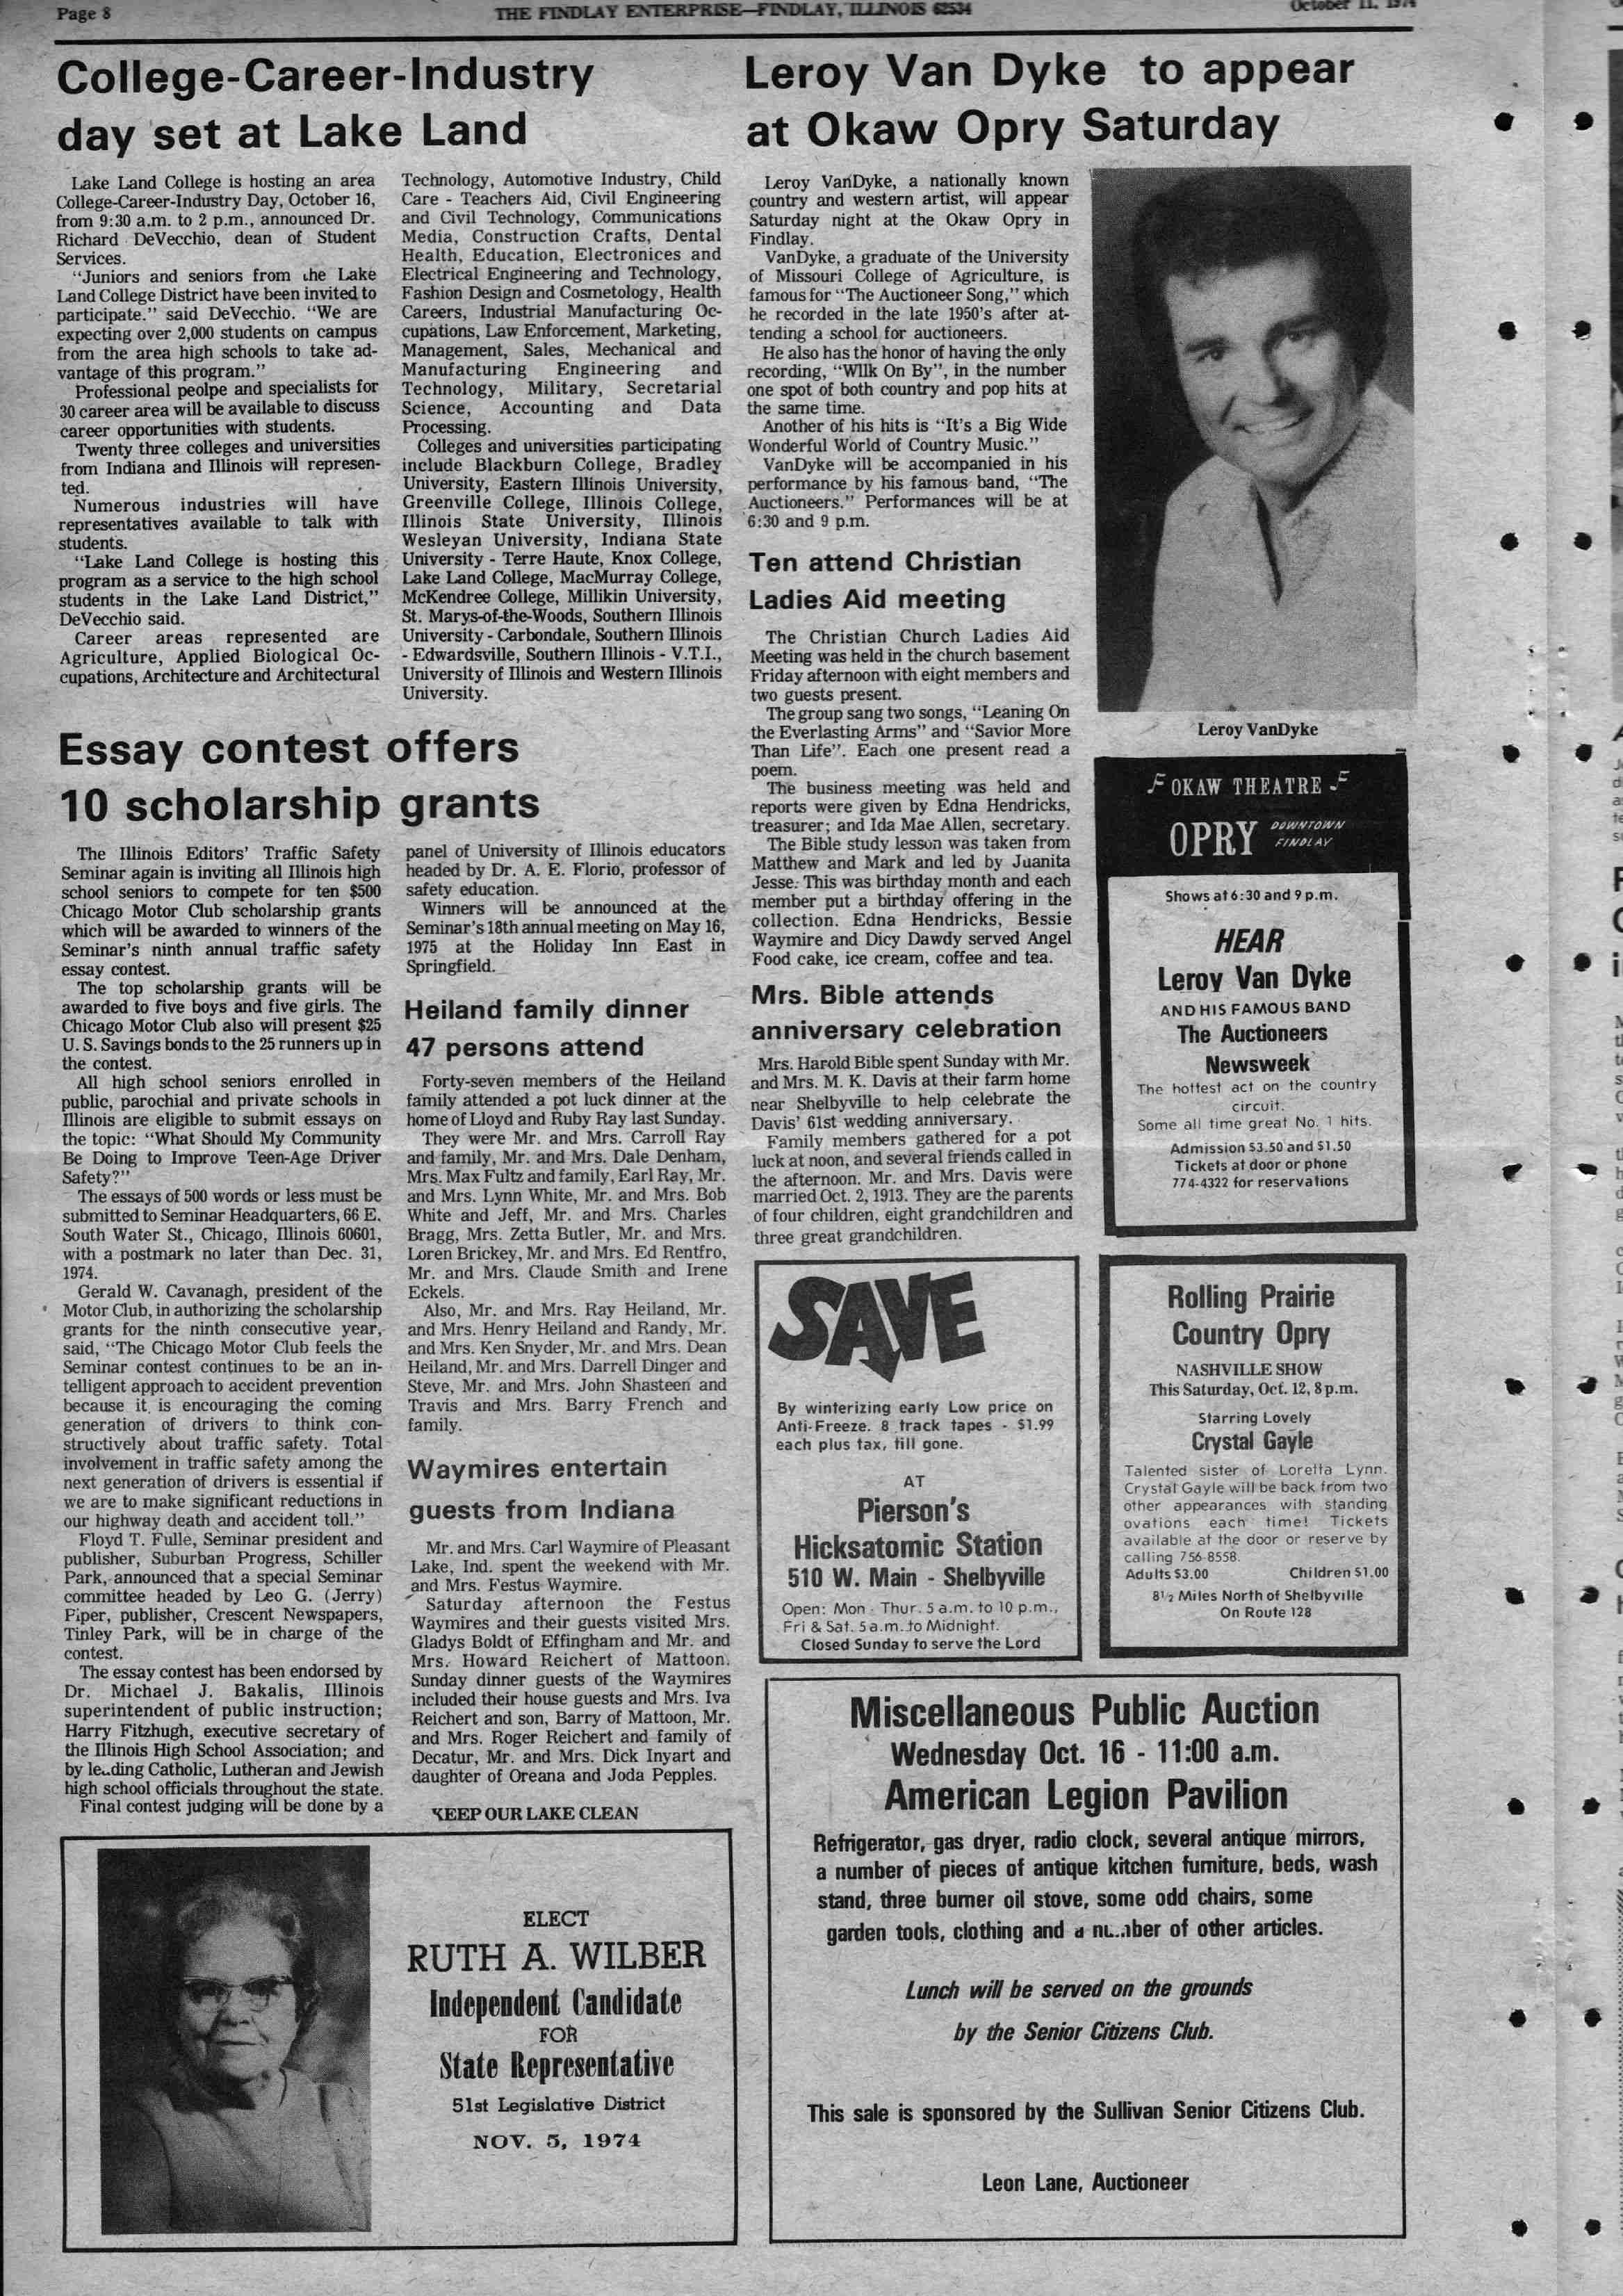 Page 8
THE FINDLAY ENTERPRISE—FINDLAY, ILLINOIS 62534
October 11, 1974
College-Career-Industry
day set at Lake Land
Lake Land College is hosting an area
College-Career-Industry Day, October 16,
from 9:30 a.m. to 2 p.m., announced Dr.
Richard DeVecchio, dean of Student
Services.
"Juniors and seniors from the Lake
Land College District have been invited to
participate." said DeVecchio. "We are
expecting over 2,000 students on campus
from the area high schools to take ad-
vantage of this program."
Professional peolpe and specialists for
30 career area will be available to discuss
career opportunities with students.
Twenty three colleges and universities
from Indiana and Illinois will represen-
ted.
Numerous industries will have
representatives available to talk with
students.
"Lake Land College is hosting this
program as a service to the high school
students in the Lake Land District,"
DeVecchio said.
Career areas represented are
Agriculture, Applied Biological Oc-
cupations, Architecture and Architectural
Technology, Automotive Industry, Child
Care - Teachers Aid, Civil Engineering
and Civil Technology, Communications
Media, Construction Crafts, Dental
Health, Education, Electronices and
Electrical Engineering and Technology,
Fashion Design and Cosmetology, Health
Careers, Industrial Manufacturing Oc-
cupations, Law Enforcement, Marketing,
Management, Sales, Mechanical and
Manufacturing Engineering and
Technology, Military, Secretarial
Science, Accounting and Data
Processing.
Colleges and universities participating
include Blackburn College, Bradley
University, Eastern Illinois University,
Greenville College, Illinois College,
Illinois State University, Illinois
Wesleyan University, Indiana State
University - Terre Haute, Knox College,
Lake Land College, MacMurray College,
McKendree College, Millikin University,
St. Marys-of-the-Woods, Southern Illinois
University - Carbondale, Southern Illinois
- Edwardsville, Southern Illinois - V.T.I.,
University of Illinois and Western Illinois
University.
Essay contest offers
10 scholarship grants
The Illinois Editors' Traffic Safety
Seminar again is inviting all Illinois high
school seniors to compete for ten $500
Chicago Motor Club scholarship grants
which will be awarded to winners of the
Seminar's ninth annual traffic safety
essay contest.
The top scholarship grants will be
awarded to five boys and five girls. The
Chicago Motor Club also will present $25
U. S. Savings bonds to the 25 runners up in
the contest.
All high school seniors enrolled in
public, parochial and private schools in
Illinois are eligible to submit essays on
the topic: "What Should My Community
Be Doing to Improve Teen-Age Driver
Safety?"
The essays of 500 words or less must be
submitted to Seminar Headquarters, 66 E.
South Water St., Chicago, Illinois 60601,
with a postmark no later than Dec. 31,
1974.
Gerald W. Cavanagh, president of the
Motor Club, in authorizing the scholarship
grants for the ninth consecutive year,
said, "The Chicago Motor Club feels the
Seminar contest continues to be an in-
telligent approach to accident prevention
because it is encouraging the coming
generation of drivers to think con-
structively about traffic safety. Total
involvement in traffic safety among the
next generation of drivers is essential if
we are to make significant reductions in
our highway death and accident toll."
Floyd T. Fulle, Seminar president and
publisher, Suburban Progress, Schiller
Park, announced that a special Seminar
committee headed by Leo G. (Jerry)
Piper, publisher, Crescent Newspapers,
Tinley Park, will be in charge of the
contest.
The essay contest has been endorsed by
Dr. Michael J. Bakalis, Illinois
superintendent of public instruction;
Harry Fitzhugh, executive secretary of
the Illinois High School Association; and
by leading Catholic, Lutheran and Jewish
high school officials throughout the state.
Final contest judging will be done by a
panel of University of Illinois educators
headed by Dr. A. E. Florio, professor of
safety education.
Winners will be announced at the
Seminar's 18th annual meeting on May 16,
1975 at the Holiday Inn East in
Springfield.
Heiland family dinner
47 persons attend
Forty-seven members of the Heiland
family attended a pot luck dinner at the
home of Lloyd and Ruby Ray last Sunday.
They were Mr. and Mrs. Carroll Ray
and family, Mr. and Mrs. Dale Denham,
Mrs. Max Fultz and family, Earl Ray, Mr.
and Mrs. Lynn White, Mr. and Mrs. Bob
White and Jeff, Mr. and Mrs. Charles
Bragg, Mrs. Zetta Butler, Mr. and Mrs.
Loren Brickey, Mr. and Mrs. Ed Rentfro,
Mr. and Mrs. Claude Smith and Irene
Eckels.
Also, Mr. and Mrs. Ray Heiland, Mr.
and Mrs. Henry Heiland and Randy, Mr.
and Mrs. Ken Snyder, Mr. and Mrs. Dean
Heiland, Mr. and Mrs. Darrell Dinger and
Steve, Mr. and Mrs. John Shasteen and
Travis and Mrs. Barry French and
family.
Waymires entertain
guests from Indiana
Mr. and Mrs. Carl Waymire of Pleasant
Lake, Ind. spent the weekend with Mr.
and Mrs. Festus Waymire.
Saturday afternoon the Festus
Waymires and their guests visited Mrs.
Gladys Boldt of Effingham and Mr. and
Mrs. Howard Reichert of Mattoon.
Sunday dinner guests of the Waymires
included their house guests and Mrs. Iva
Reichert and son, Barry of Mattoon, Mr.
and Mrs. Roger Reichert and family of
Decatur, Mr. and Mrs. Dick Inyart and
daughter of Oreana and Joda Pepples.
KEEP OUR LAKE CLEAN
ELECT
RUTH A. WILBER
Independent Candidate
FOR
State Representative
51st Legislative District
NOV. 5, 1974
Leroy Van Dyke to appear
at Okaw Opry Saturday
Leroy VanDyke, a nationally known
country and western artist, will appear
Saturday night at the Okaw Opry in
Findlay.
VanDyke, a graduate of the University
of Missouri College of Agriculture, is
famous for "The Auctioneer Song," which
he recorded in the late 1950's after at-
tending a school for auctioneers.
He also has the honor of having the only
recording, "Wllk On By", in the number
one spot of both country and pop hits at
the same time.
Another of his hits is "It's a Big Wide
Wonderful World of Country Music."
VanDyke will be accompanied in his
performance by his famous band, "The
Auctioneers." Performances will be at
6:30 and 9 p.m.
Leroy VanDyke
Ten attend Christian
Ladies Aid meeting
The Christian Church Ladies Aid
Meeting was held in the church basement
Friday afternoon with eight members and
two guests present.
The group sang two songs, "Leaning On
the Everlasting Arms" and "Savior More
Than Life". Each one present read a
poem.
The business meeting was held and
reports were given by Edna Hendricks,
treasurer; and Ida Mae Allen, secretary.
The Bible study lesson was taken from
Matthew and Mark and led by Juanita
Jesse. This was birthday month and each
member put a birthday offering in the
collection. Edna Hendricks, Bessie
Waymire and Dicy Dawdy served Angel
Food cake, ice cream, coffee and tea.
Mrs. Bible attends
anniversary celebration
Mrs. Harold Bible spent Sunday with Mr.
and Mrs. M. K. Davis at their farm home
near Shelbyville to help celebrate the
Davis' 61st wedding anniversary.
Family members gathered for a pot
luck at noon, and several friends called in
the afternoon. Mr. and Mrs. Davis were
married Oct. 2, 1913. They are the parents
of four children, eight grandchildren and
three great grandchildren.
OKAW THEATRE
OPRY DOWNTOWN
FINDLAY
Shows at 6:30 and 9 p.m.
HEAR
Leroy Van Dyke
AND HIS FAMOUS BAND
The Auctioneers
Newsweek
The hottest act on the country
circuit.
Some all time great No. 1 hits.
Admission $3.50 and $1.50
Tickets at door or phone
774-4322 for reservations
SAVE
By winterizing early Low price on
Anti-Freeze. 8 track tapes - $1.99
each plus tax, till gone.
AT
Pierson's
Hicksatomic Station
510 W. Main - Shelbyville
Open: Mon - Thur. 5 a.m. to 10 p.m.,
Fri & Sat. 5 a.m. to Midnight.
Closed Sunday to serve the Lord
Rolling Prairie
Country Opry
NASHVILLE SHOW
This Saturday, Oct. 12, 8 p.m.
Starring Lovely
Crystal Gayle
Talented sister of Loretta Lynn.
Crystal Gayle will be back from two
other appearances with standing
ovations each time! Tickets
available at the door or reserve by
calling 756-8558.
Adults $3.00 Children $1.00
8½ Miles North of Shelbyville
On Route 128
Miscellaneous Public Auction
Wednesday Oct. 16 - 11:00 a.m.
American Legion Pavilion
Refrigerator, gas dryer, radio clock, several antique mirrors,
a number of pieces of antique kitchen furniture, beds, wash
stand, three burner oil stove, some odd chairs, some
garden tools, clothing and a number of other articles.
Lunch will be served on the grounds
by the Senior Citizens Club.
This sale is sponsored by the Sullivan Senior Citizens Club.
Leon Lane, Auctioneer